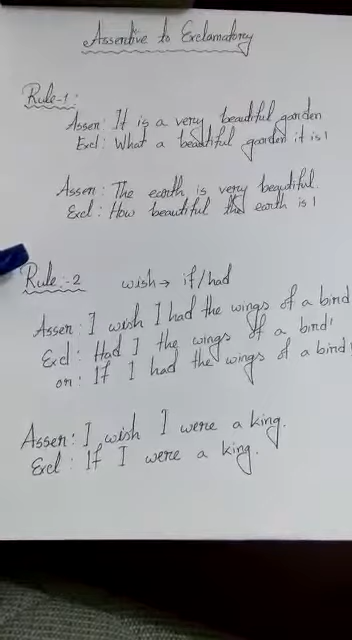 Assertive to Exclamatory
Rule-1:
Asser: It is a very beautiful garden
Excl: What a beautiful garden it is!
Assen: The earth is very beautiful.
Excl: How beautiful the earth is!
Rule:-2 wish→ if/had
Assen: I wish I had the wings of a bird
Excl: Had I the wings of a bird!
or: If I had the wings of a bird!
Assen: I wish I were a king.
Excl: If I were a king.